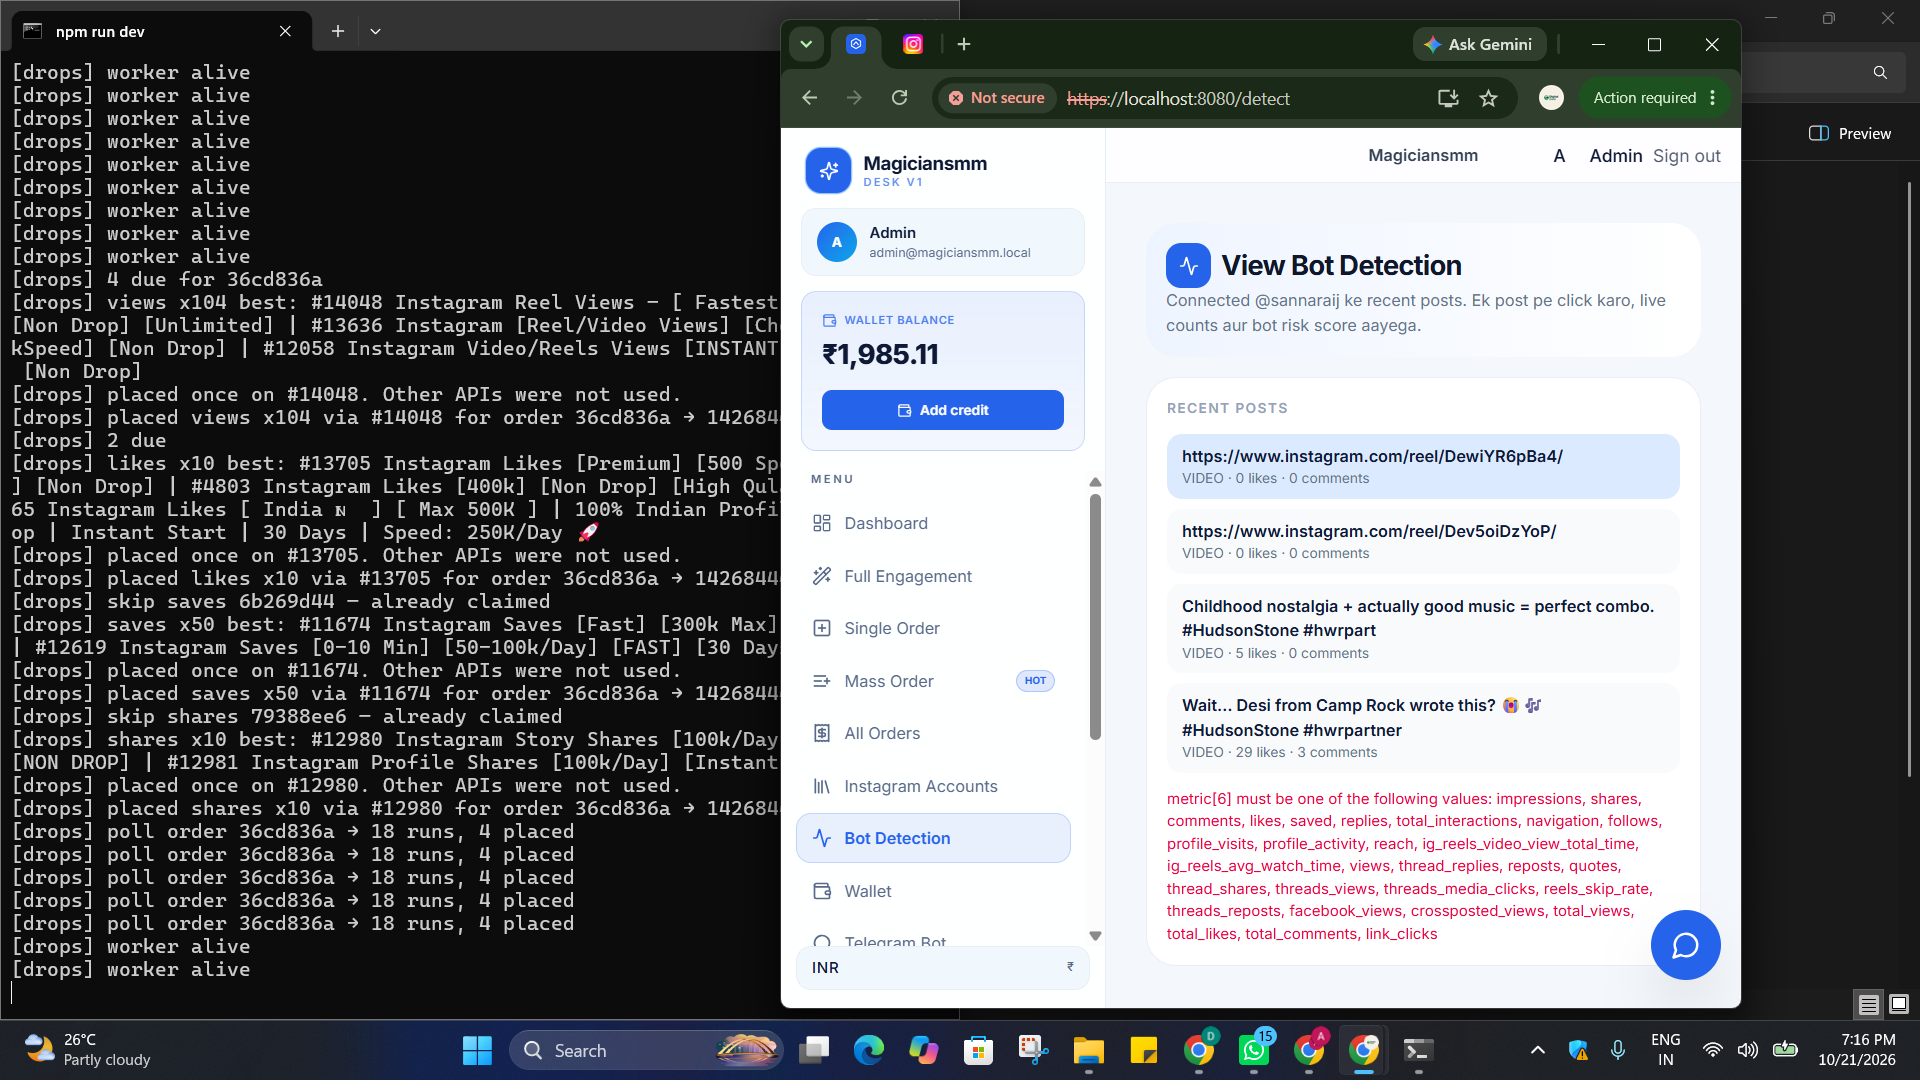 npm run dev
[drops] worker alive
[drops] worker alive
[drops] worker alive
[drops] worker alive
[drops] worker alive
[drops] worker alive
[drops] worker alive
[drops] worker alive
[drops] worker alive
[drops] 4 due for 36cd836a
[drops] views x104 best: #14048 Instagram Reel Views — [ Fastest
[Non Drop] [Unlimited] | #13636 Instagram [Reel/Video Views] [Ch
kSpeed] [Non Drop] | #12058 Instagram Video/Reels Views [INSTANT
[Non Drop]
[drops] placed once on #14048. Other APIs were not used.
[drops] placed views x104 via #14048 for order 36cd836a → 142684
[drops] 2 due
[drops] likes x10 best: #13705 Instagram Likes [Premium] [500 Sp
] [Non Drop] | #4803 Instagram Likes [400k] [Non Drop] [High Qul
65 Instagram Likes [ India ɪɴ ] [ Max 500K ] | 100% Indian Profi
op | Instant Start | 30 Days | Speed: 250K/Day 🚀
[drops] placed once on #13705. Other APIs were not used.
[drops] placed likes x10 via #13705 for order 36cd836a → 1426844
[drops] skip saves 6b269d44 — already claimed
[drops] saves x50 best: #11674 Instagram Saves [Fast] [300k Max]
| #12619 Instagram Saves [0-10 Min] [50-100k/Day] [FAST] [30 Day
[drops] placed once on #11674. Other APIs were not used.
[drops] placed saves x50 via #11674 for order 36cd836a → 1426844
[drops] skip shares 79388ee6 — already claimed
[drops] shares x10 best: #12980 Instagram Story Shares [100k/Day
[NON DROP] | #12981 Instagram Profile Shares [100k/Day] [Instant
[drops] placed once on #12980. Other APIs were not used.
[drops] placed shares x10 via #12980 for order 36cd836a → 142684
[drops] poll order 36cd836a → 18 runs, 4 placed
[drops] poll order 36cd836a → 18 runs, 4 placed
[drops] poll order 36cd836a → 18 runs, 4 placed
[drops] poll order 36cd836a → 18 runs, 4 placed
[drops] poll order 36cd836a → 18 runs, 4 placed
[drops] worker alive
[drops] worker alive
Ask Gemini
Not secure
https://localhost:8080/detect
Action required
Preview
Magiciansmm
DESK V1
A
Admin
admin@magiciansmm.local
WALLET BALANCE
₹1,985.11
Add credit
MENU
Dashboard
Full Engagement
Single Order
Mass Order
HOT
All Orders
Instagram Accounts
Bot Detection
Wallet
Telegram Bot
INR
₹
Magiciansmm
A
Admin
Sign out
View Bot Detection
Connected @sannaraij ke recent posts. Ek post pe click karo, live
counts aur bot risk score aayega.
RECENT POSTS
https://www.instagram.com/reel/DewiYR6pBa4/
VIDEO · 0 likes · 0 comments
https://www.instagram.com/reel/Dev5oiDzYoP/
VIDEO · 0 likes · 0 comments
Childhood nostalgia + actually good music = perfect combo.
#HudsonStone #hwrpart
VIDEO · 5 likes · 0 comments
Wait... Desi from Camp Rock wrote this? 😭 🎶
#HudsonStone #hwrpartner
VIDEO · 29 likes · 3 comments
metric[6] must be one of the following values: impressions, shares,
comments, likes, saved, replies, total_interactions, navigation, follows,
profile_visits, profile_activity, reach, ig_reels_video_view_total_time,
ig_reels_avg_watch_time, views, thread_replies, reposts, quotes,
thread_shares, threads_views, threads_media_clicks, reels_skip_rate,
threads_reposts, facebook_views, crossposted_views, total_views,
total_likes, total_comments, link_clicks
26°C
Partly cloudy
Search
D
15
A
ENG
IN
7:16 PM
10/21/2026